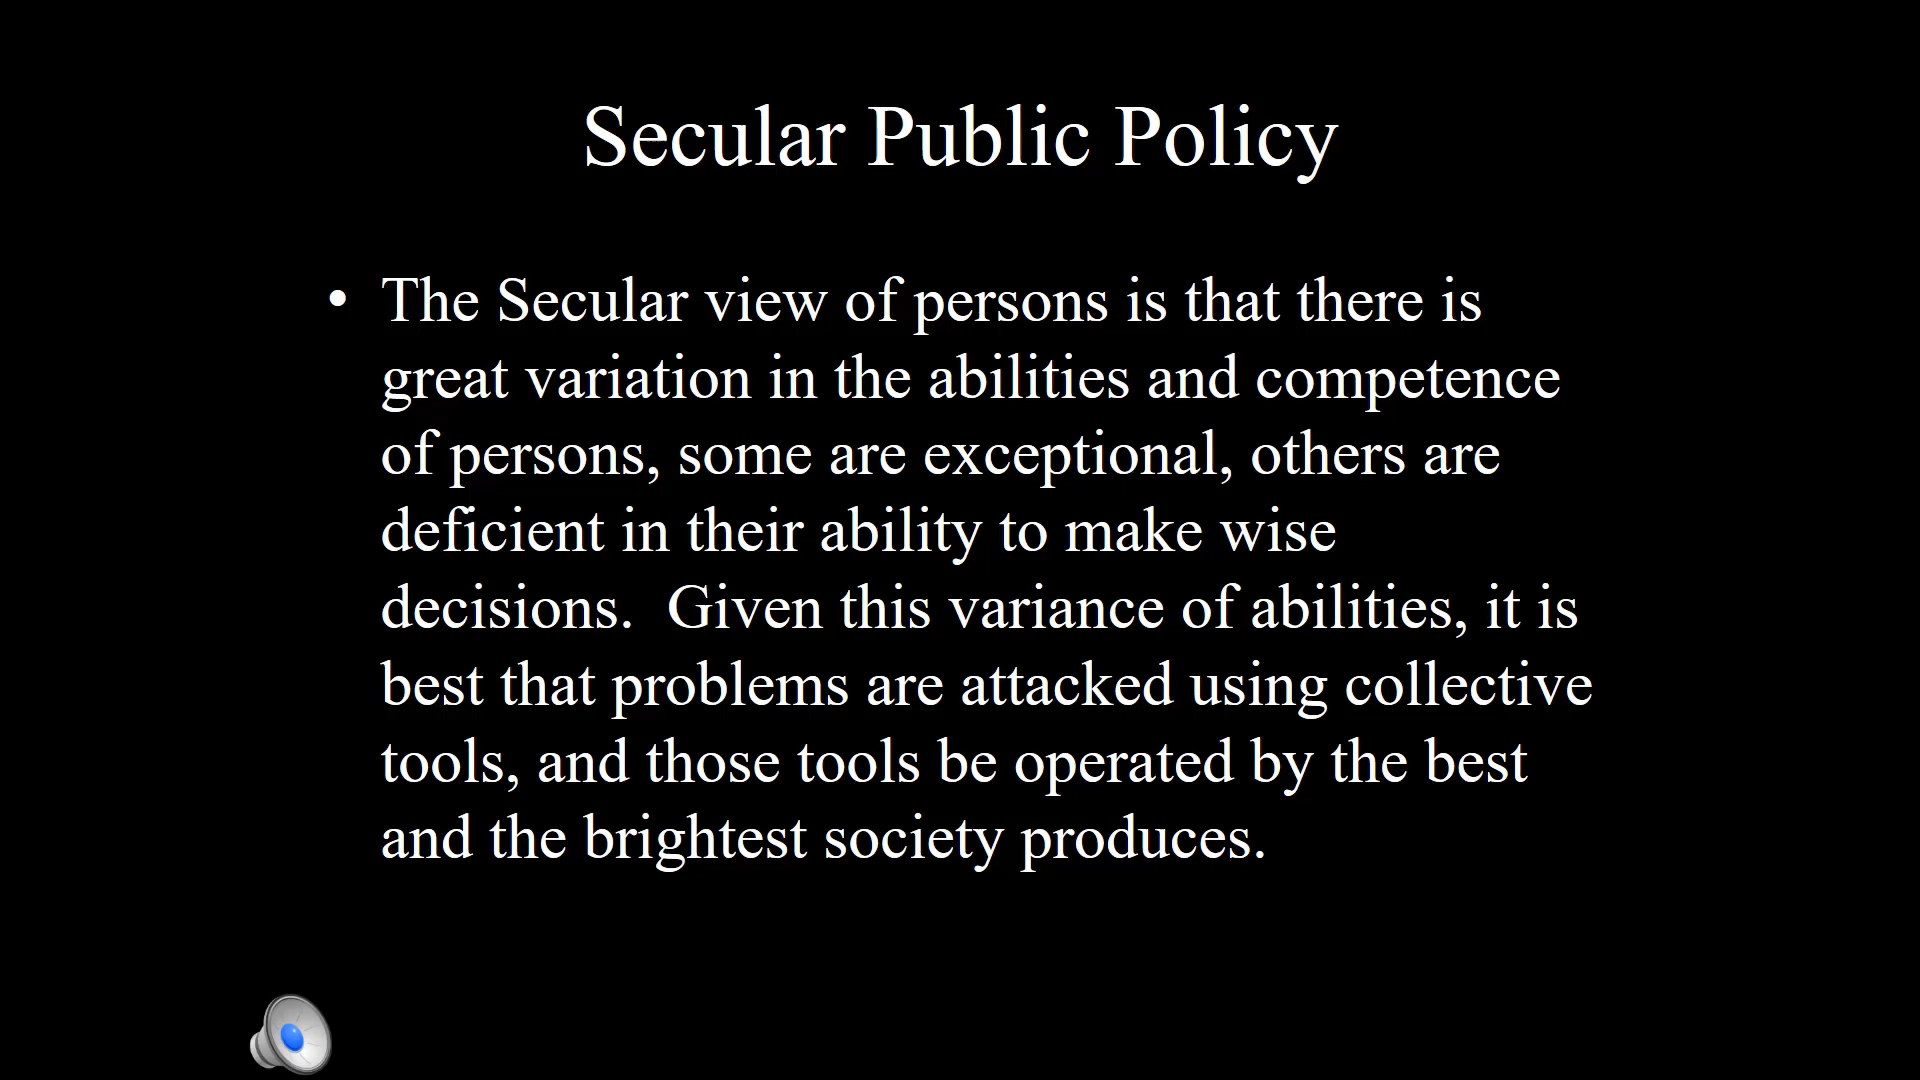 Secular Public Policy
• The Secular view of persons is that there is
great variation in the abilities and competence
of persons, some are exceptional, others are
deficient in their ability to make wise
decisions.  Given this variance of abilities, it is
best that problems are attacked using collective
tools, and those tools be operated by the best
and the brightest society produces.